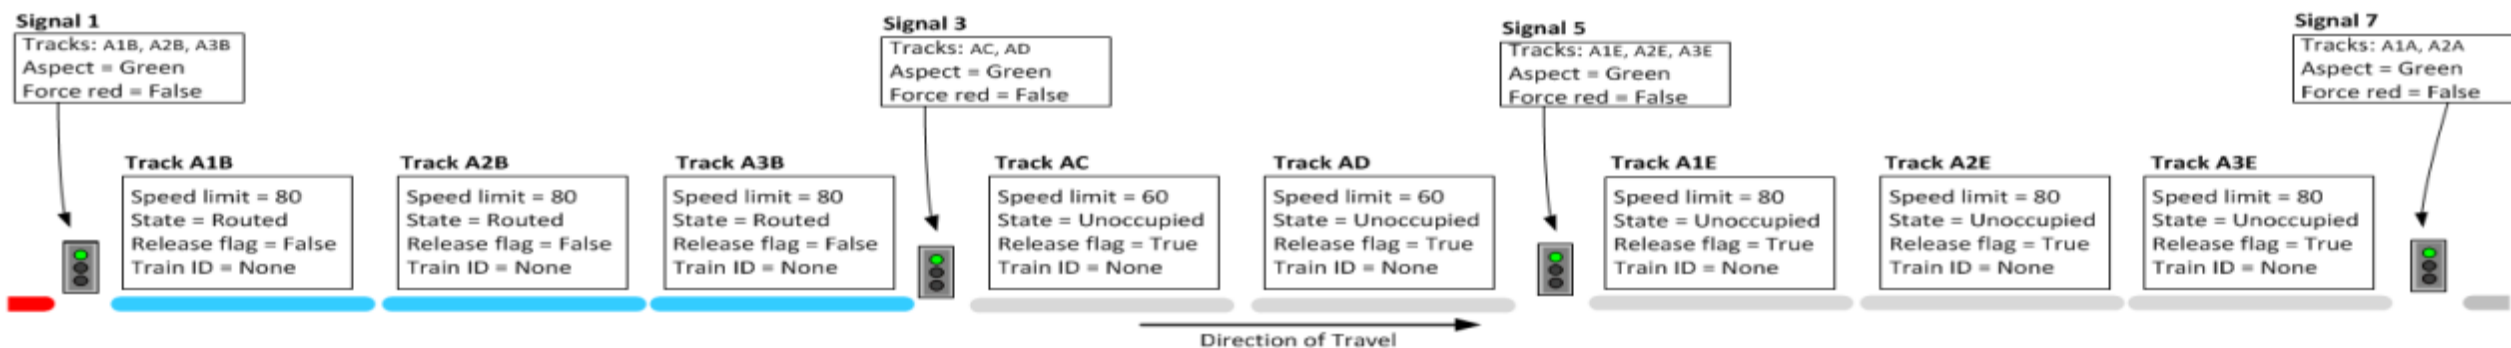 Signal 1
Tracks: A1B, A2B, A3B
Aspect = Green
Force red = False
Signal 3
Tracks: AC, AD
Aspect = Green
Force red = False
Signal 5
Tracks: A1E, A2E, A3E
Aspect = Green
Force red = False
Signal 7
Tracks: A1A, A2A
Aspect = Green
Force red = False
Track A1B
Speed limit = 80
State = Routed
Release flag = False
Train ID = None
Track A2B
Speed limit = 80
State = Routed
Release flag = False
Train ID = None
Track A3B
Speed limit = 80
State = Routed
Release flag = False
Train ID = None
Track AC
Speed limit = 60
State = Unoccupied
Release flag = True
Train ID = None
Track AD
Speed limit = 60
State = Unoccupied
Release flag = True
Train ID = None
Track A1E
Speed limit = 80
State = Unoccupied
Release flag = True
Train ID = None
Track A2E
Speed limit = 80
State = Unoccupied
Release flag = True
Train ID = None
Track A3E
Speed limit = 80
State = Unoccupied
Release flag = True
Train ID = None
Direction of Travel